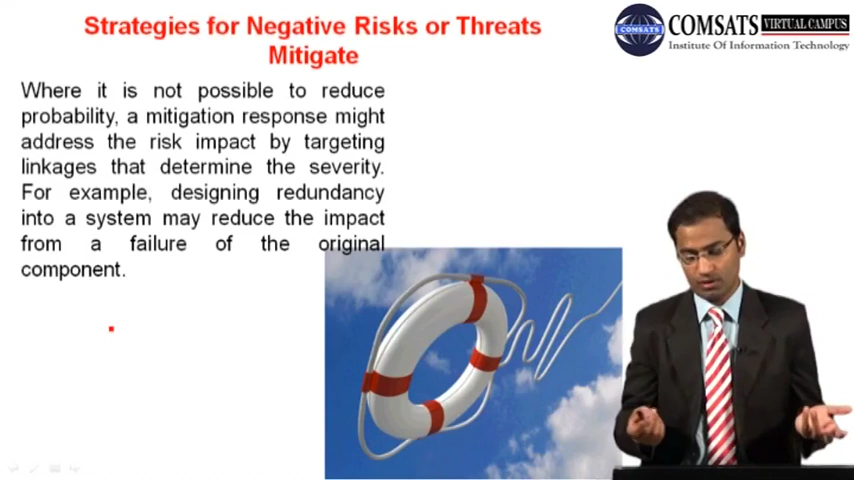 Strategies for Negative Risks or Threats
Mitigate
COMSATS
COMSATS VIRTUAL CAMPUS
Institute Of Information Technology
Where it is not possible to reduce
probability, a mitigation response might
address the risk impact by targeting
linkages that determine the severity.
For example, designing redundancy
into a system may reduce the impact
from a failure of the original
component.